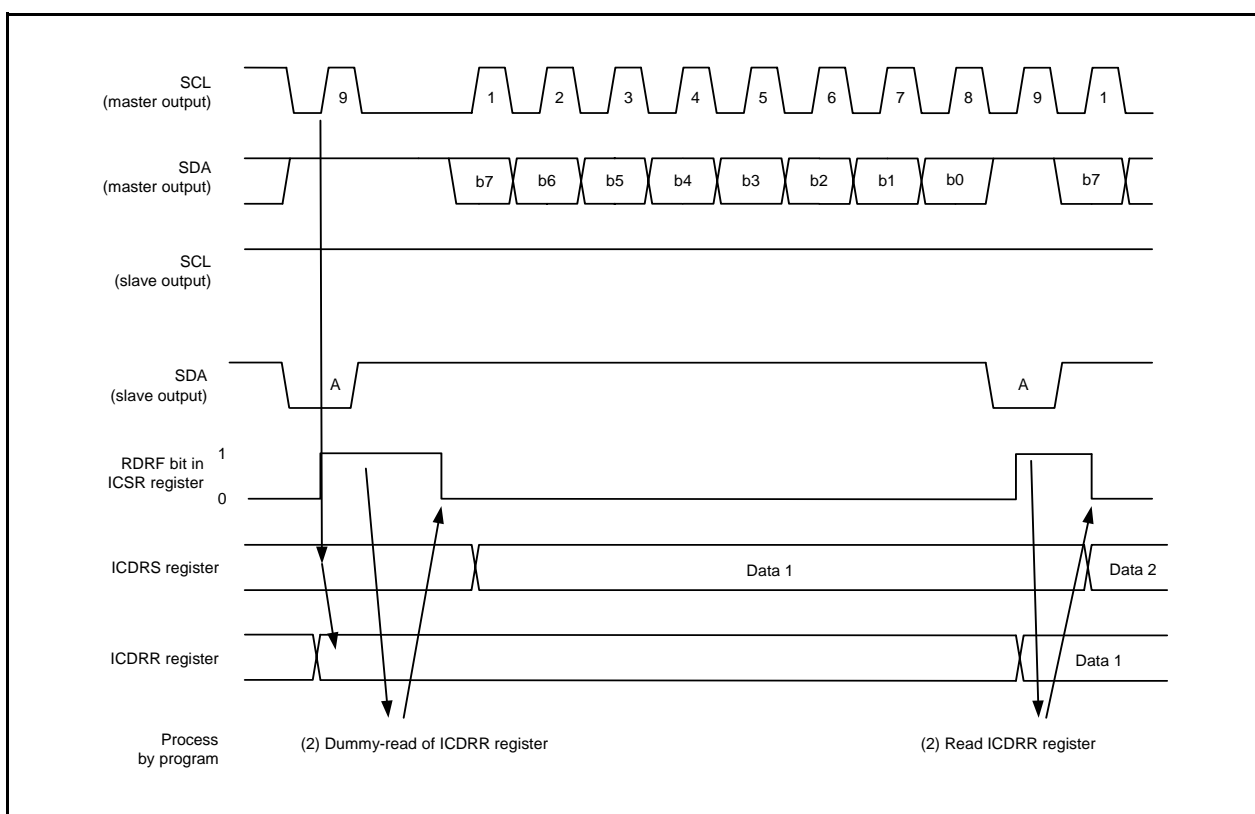 SCL
(master output)
9 1 2 3 4 5 6 7 8 9 1
SDA
(master output)
b7 b6 b5 b4 b3 b2 b1 b0 b7
SCL
(slave output)
SDA
(slave output)
A A
RDRF bit in
ICSR register
1
0
ICDRS register
Data 1 Data 2
ICDRR register
Data 1
Process
by program
(2) Dummy-read of ICDRR register
(2) Read ICDRR register